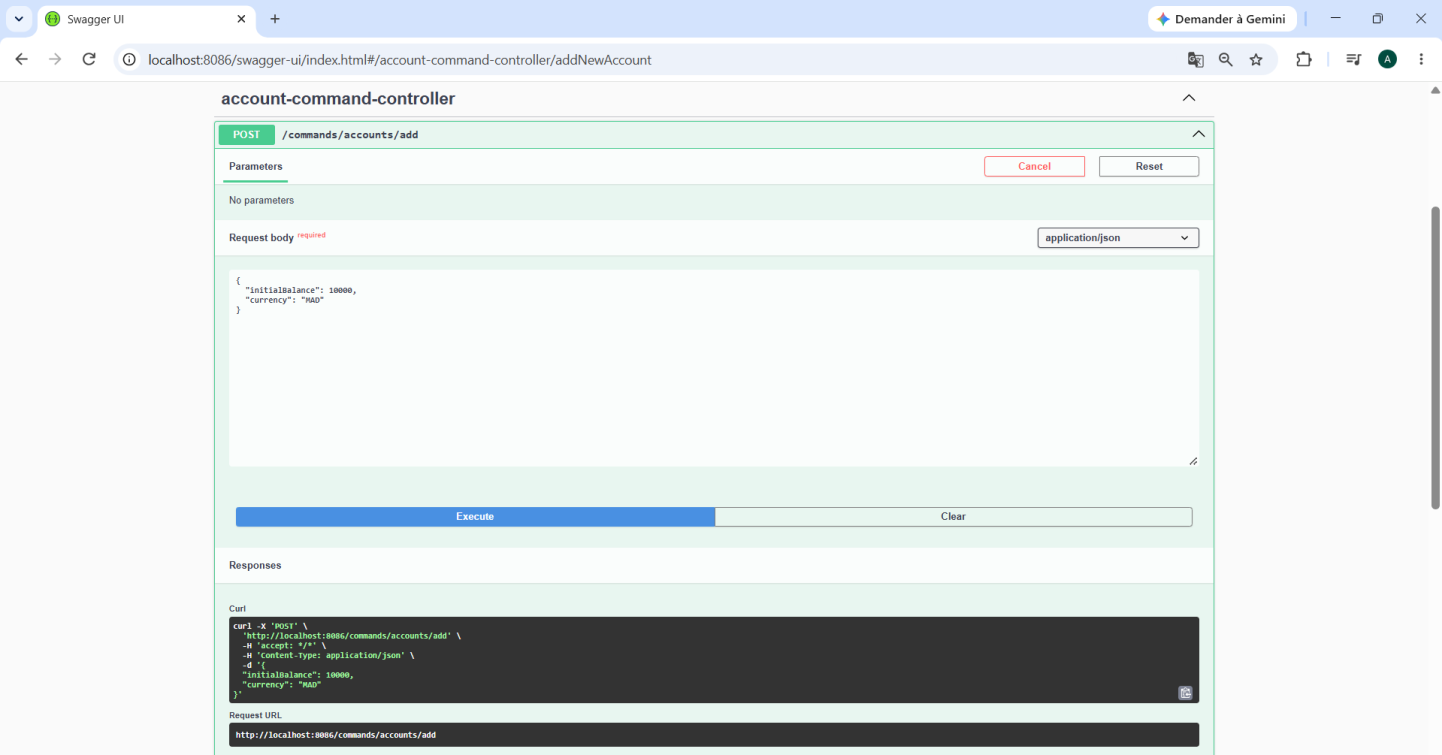 Swagger UI
Demander à Gemini
localhost:8086/swagger-ui/index.html#/account-command-controller/addNewAccount
A
account-command-controller
POST /commands/accounts/add
Parameters
Cancel
Reset
No parameters
Request body required
application/json
{
"initialBalance": 10000,
"currency": "MAD"
}
Execute
Clear
Responses
Curl
curl -X 'POST' \
'http://localhost:8086/commands/accounts/add' \
-H 'accept: */*' \
-H 'Content-Type: application/json' \
-d '{
"initialBalance": 10000,
"currency": "MAD"
}'
Request URL
http://localhost:8086/commands/accounts/add